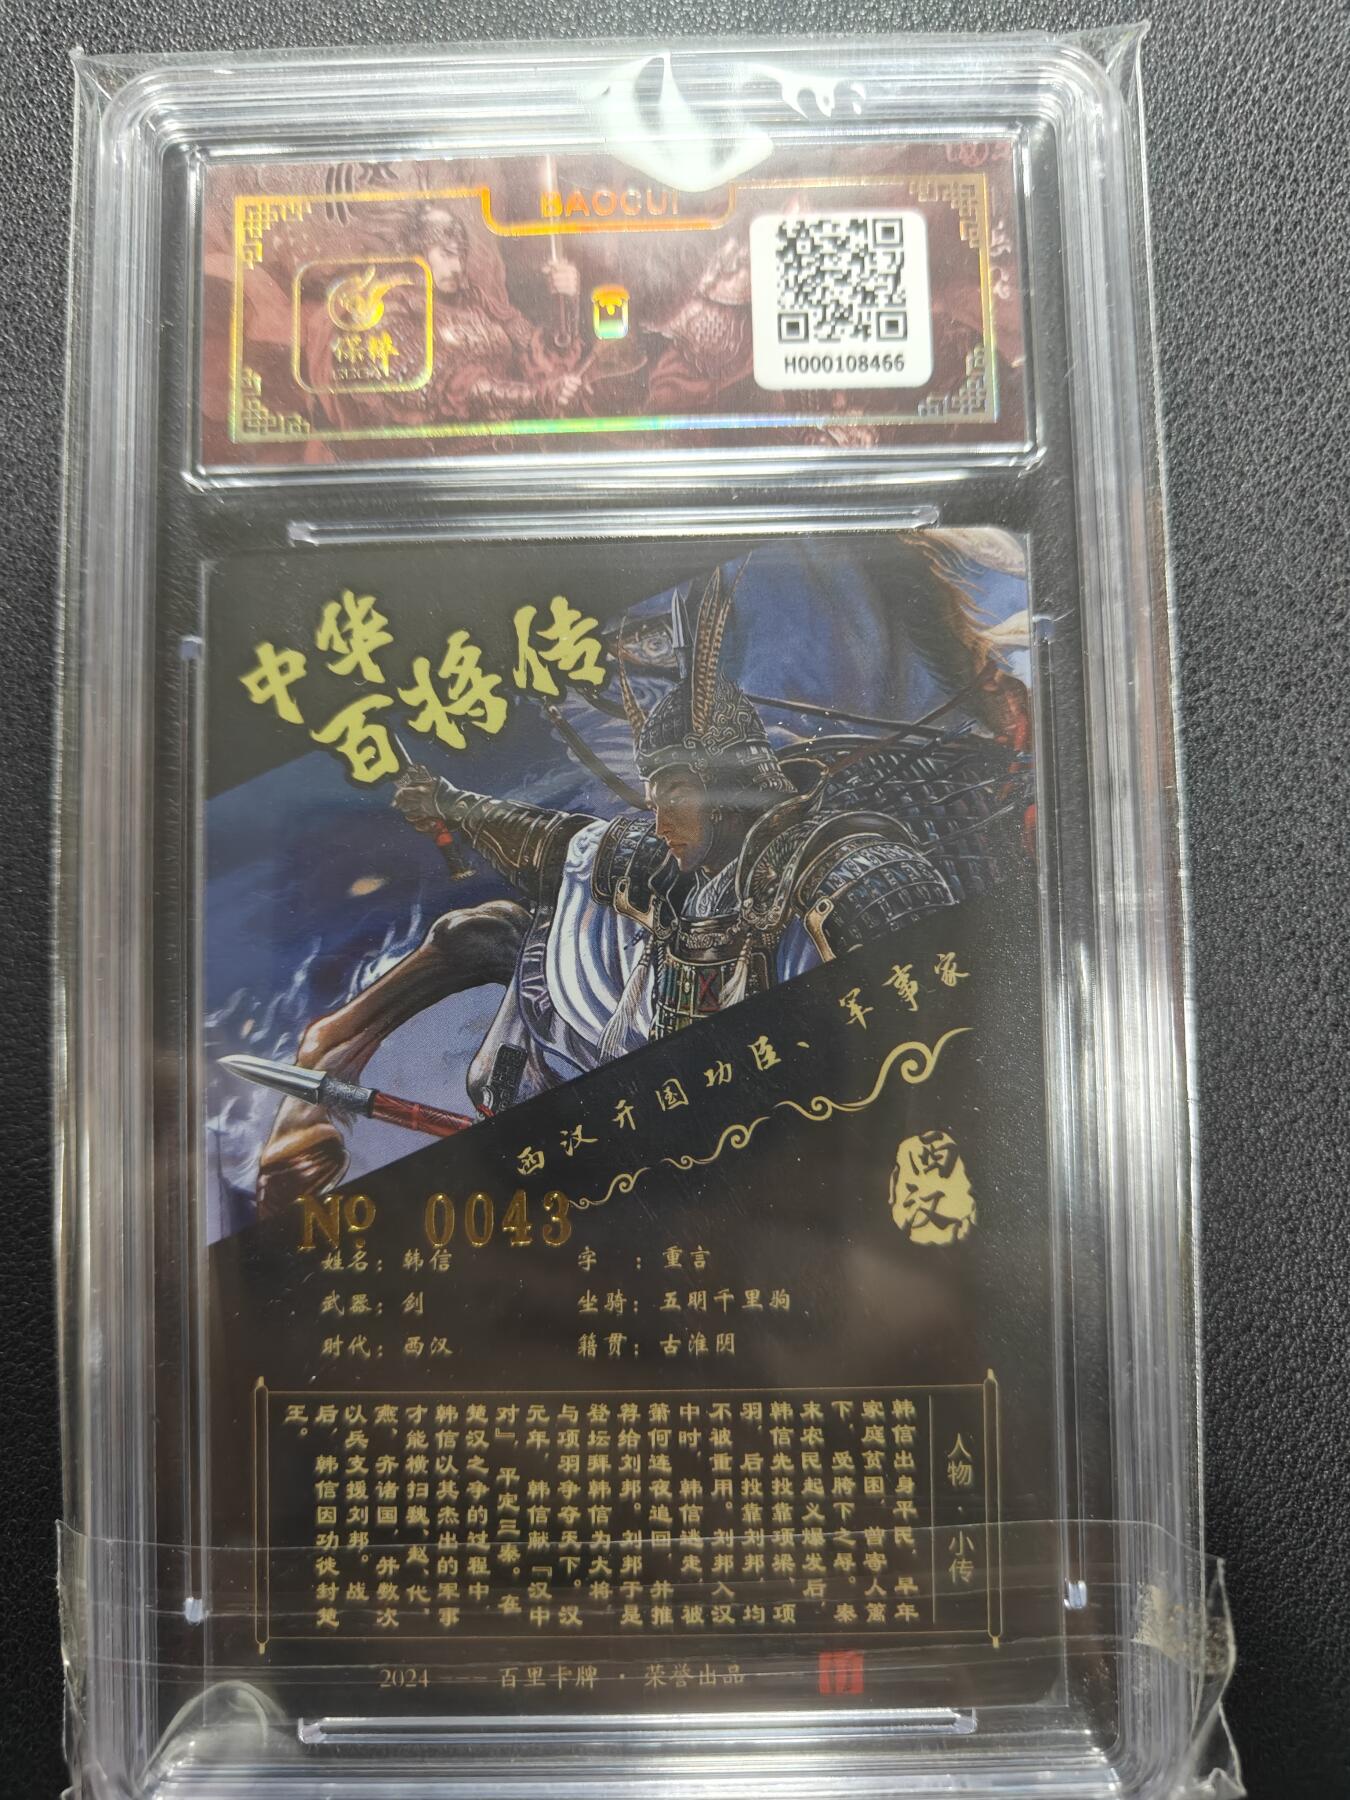 BAOCUI
保粹
H000108466
中华
百将传
西汉开国功臣、军事家
西汉
№ 0043
姓名：韩信 字：重言
武器：剑 坐骑：五明千里驹
时代：西汉 籍贯：古淮阴
人物·小传
韩信出身平民，早年
家庭贫困，曾寄人篱
下，受胯下之辱。秦
末农民起义爆发后，
韩信先投靠项梁、项
羽，后投靠刘邦，均
不被重用。刘邦入汉
中时，韩信逃走，被
萧何连夜追回，并推
荐给刘邦。刘邦于是
登坛拜韩信为大将，
与项羽争夺天下。汉
元年，韩信献『汉中
对』，平定三秦。在
楚汉之争的过程中，
韩信以其杰出的军事
才能横扫魏、赵、代、
燕、齐诸国，并数次
以兵支援刘邦。战
后，韩信因功徙封楚
王。
2024 —— 百里卡牌·荣誉出品